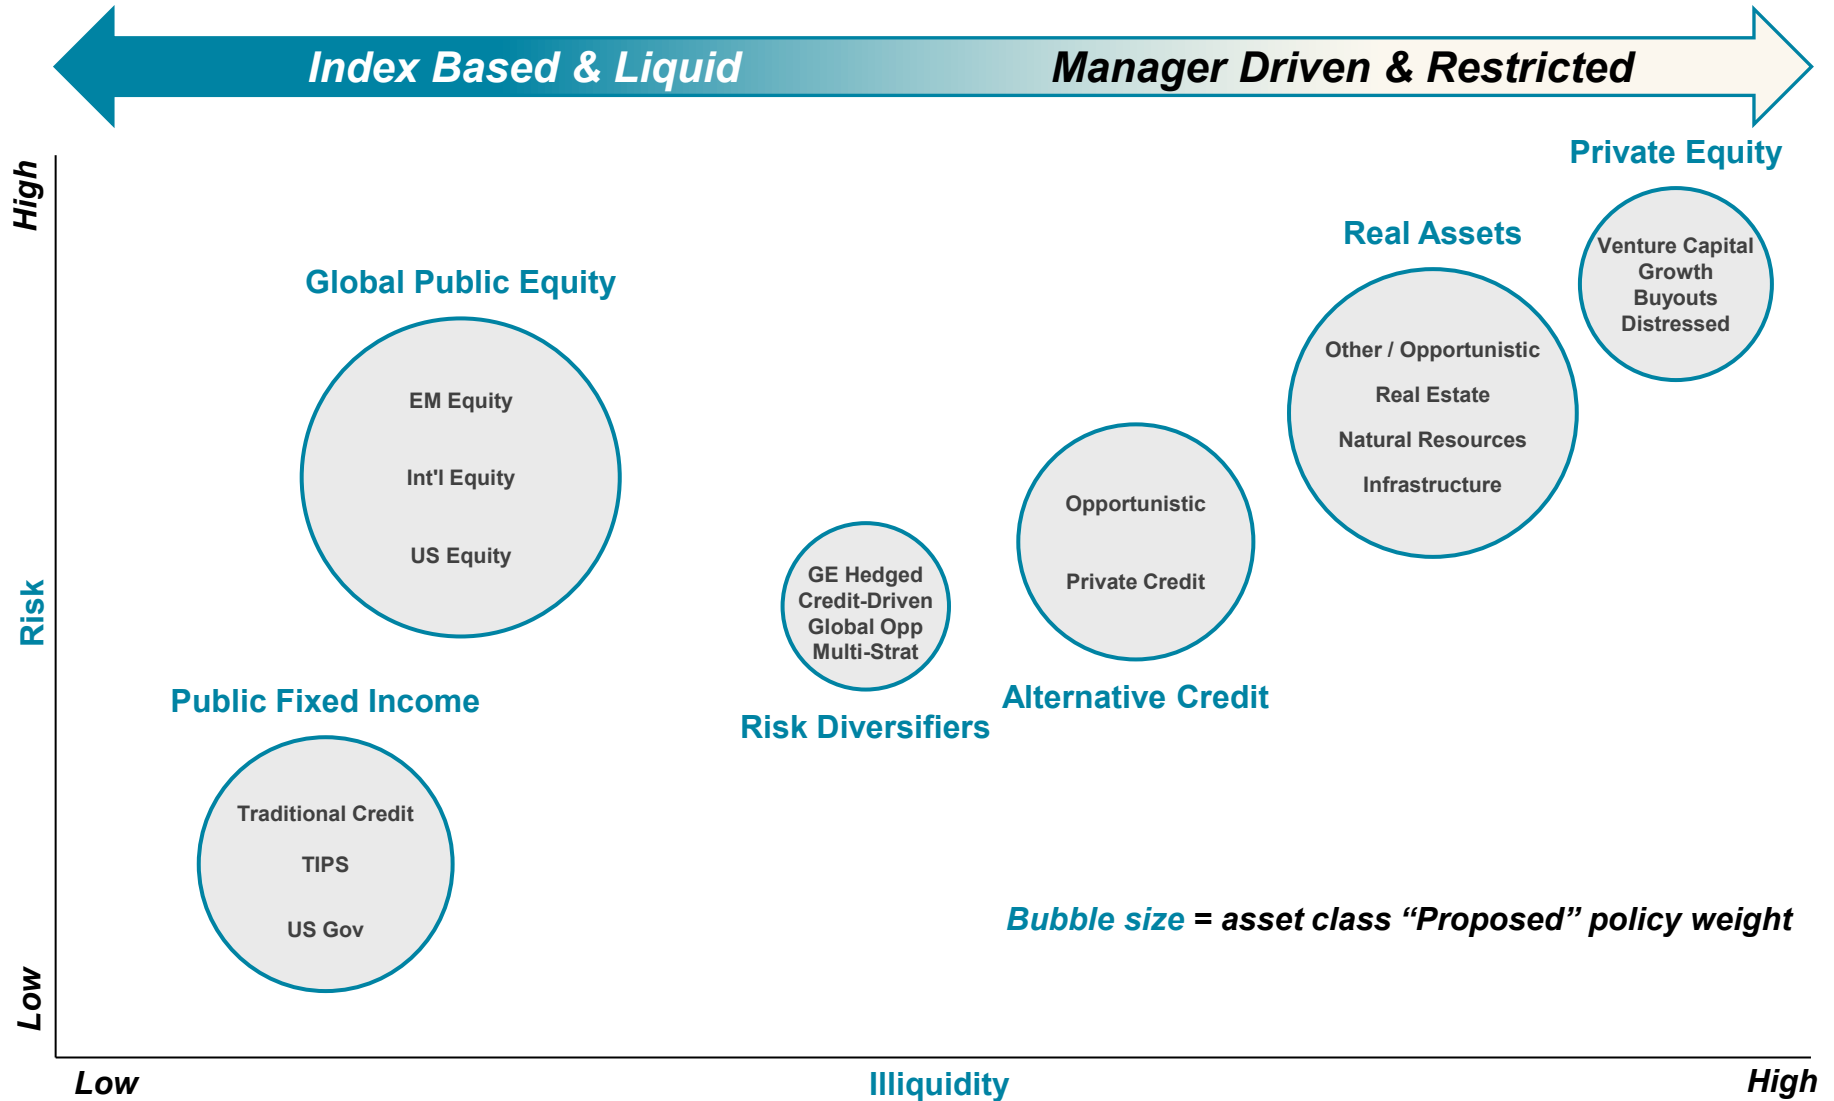 Index Based & Liquid
Manager Driven & Restricted
High
Risk
Low
Private Equity
Venture Capital
Growth
Buyouts
Distressed
Real Assets
Other / Opportunistic
Real Estate
Natural Resources
Infrastructure
Global Public Equity
EM Equity
Int'l Equity
US Equity
Opportunistic
Private Credit
Alternative Credit
GE Hedged
Credit-Driven
Global Opp
Multi-Strat
Risk Diversifiers
Public Fixed Income
Traditional Credit
TIPS
US Gov
Bubble size = asset class “Proposed” policy weight
Low
Illiquidity
High